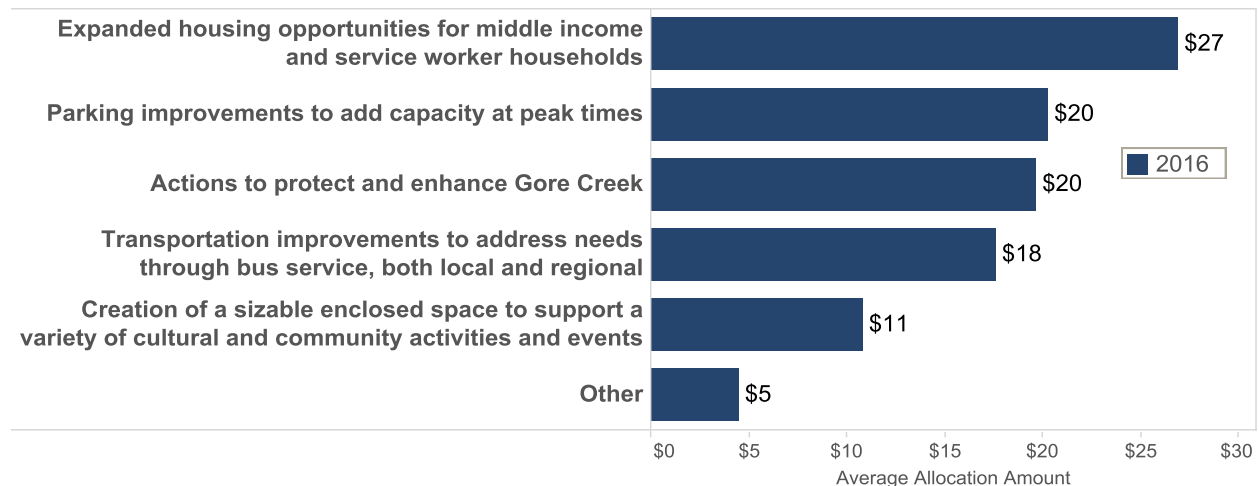 Expanded housing opportunities for middle income
and service worker households
$27
Parking improvements to add capacity at peak times
$20
Actions to protect and enhance Gore Creek
$20
2016
Transportation improvements to address needs
through bus service, both local and regional
$18
Creation of a sizable enclosed space to support a
variety of cultural and community activities and events
$11
Other
$5
$0 $5 $10 $15 $20 $25 $30
Average Allocation Amount